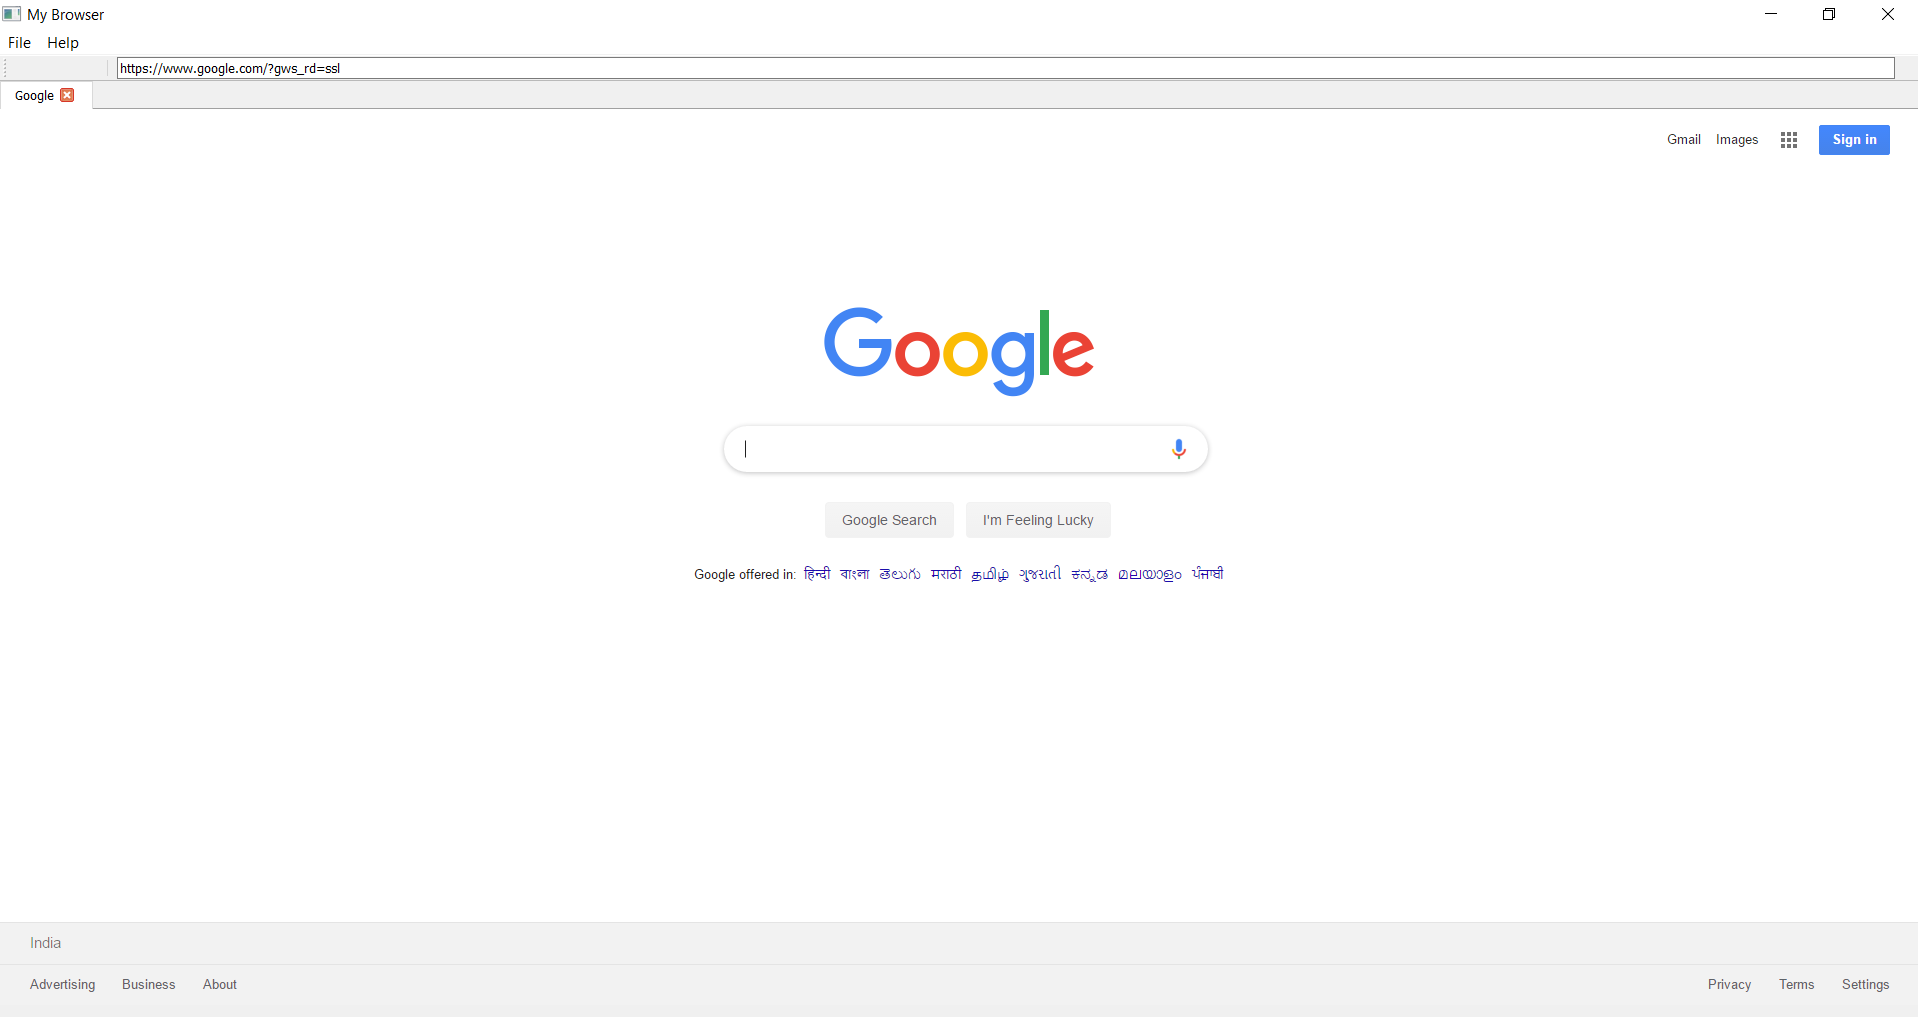 My Browser
File Help
https://www.google.com/?gws_rd=ssl
Google
Gmail Images Sign in
Google
Google Search I'm Feeling Lucky
Google offered in: हिन्दी বাংলা తెలుగు मराठी தமிழ் ગુજરાતી ಕನ್ನಡ മലയാളം ਪੰਜਾਬੀ
India
Advertising Business About Privacy Terms Settings